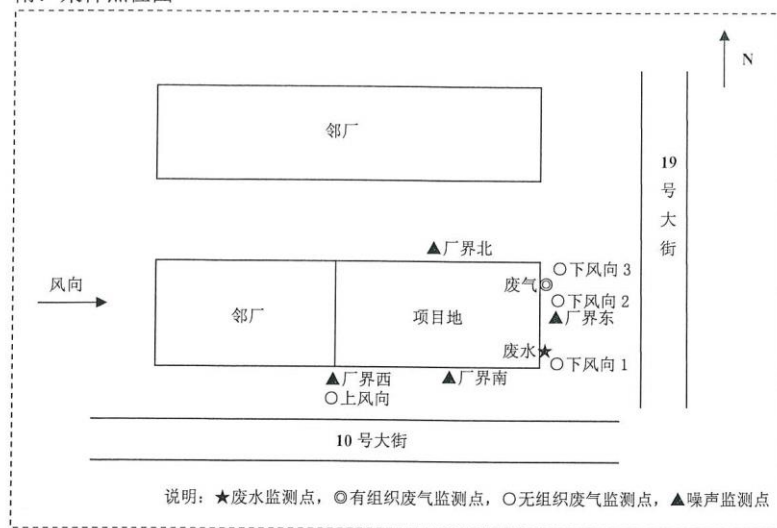 N
邻厂
19
号
大
街
▲厂界北
○下风向 3
风向
废气◎
○下风向 2
邻厂
项目地
▲厂界东
废水★
○下风向 1
▲厂界西
▲厂界南
○上风向
10 号大街
说明：★废水监测点，◎有组织废气监测点，○无组织废气监测点，▲噪声监测点